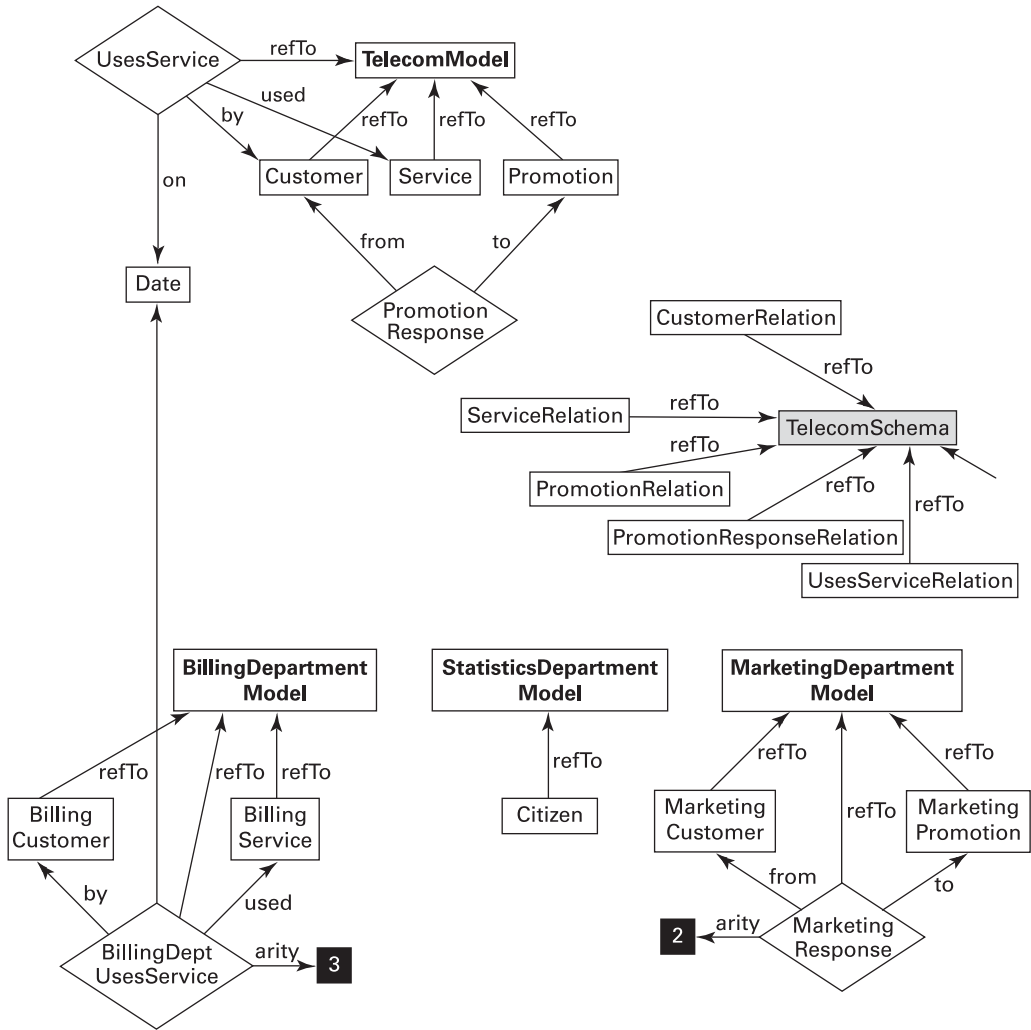 UsesService
refTo
TelecomModel
used
by
refTo
refTo
refTo
Customer
Service
Promotion
on
from
to
Date
Promotion
Response
CustomerRelation
refTo
ServiceRelation
refTo
TelecomSchema
refTo
PromotionRelation
refTo
refTo
PromotionResponseRelation
UsesServiceRelation
BillingDepartment
Model
StatisticsDepartment
Model
MarketingDepartment
Model
refTo
refTo
refTo
refTo
refTo
refTo
refTo
Billing
Customer
Billing
Service
Citizen
Marketing
Customer
Marketing
Promotion
by
used
from
to
BillingDept
UsesService
arity
3
2
arity
Marketing
Response